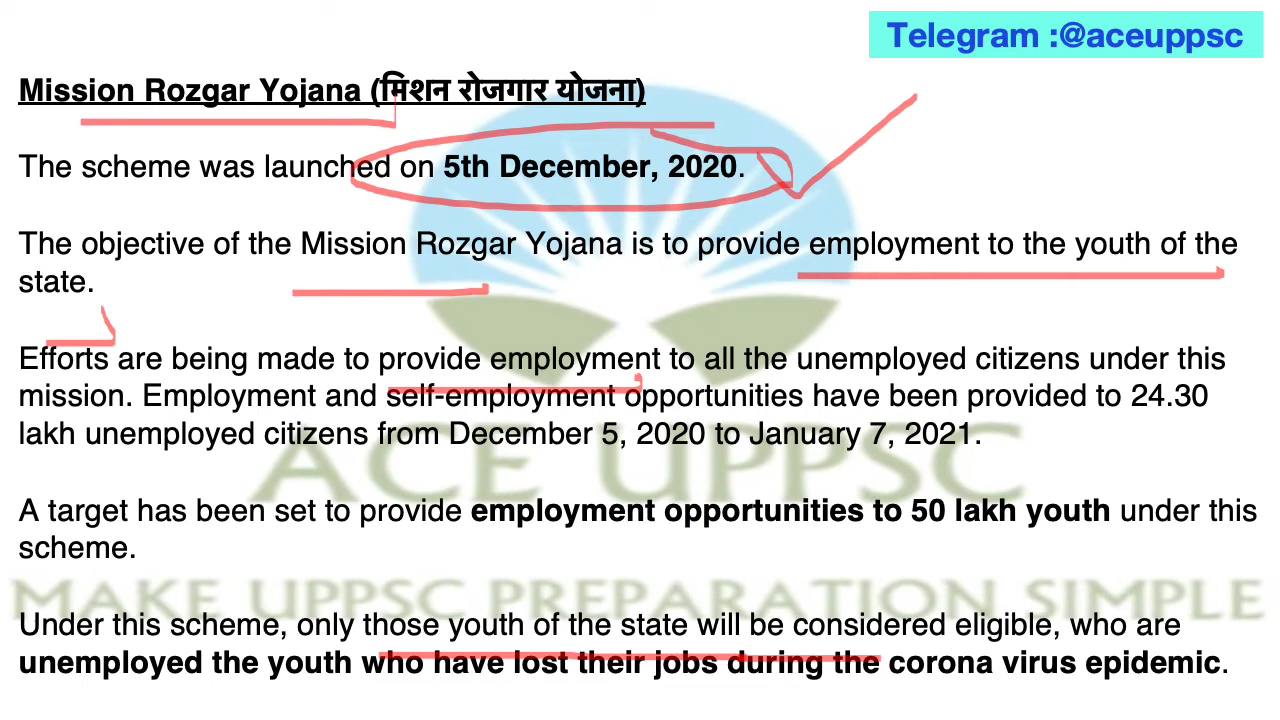 Telegram :@aceuppsc
Mission Rozgar Yojana (मिशन रोजगार योजना)
The scheme was launched on 5th December, 2020.
The objective of the Mission Rozgar Yojana is to provide employment to the youth of the
state.
Efforts are being made to provide employment to all the unemployed citizens under this
mission. Employment and self-employment opportunities have been provided to 24.30
lakh unemployed citizens from December 5, 2020 to January 7, 2021.
ACE UPPSC
A target has been set to provide employment opportunities to 50 lakh youth under this
scheme.
MAKE UPPSC PREPARATION SIMPLE
Under this scheme, only those youth of the state will be considered eligible, who are
unemployed the youth who have lost their jobs during the corona virus epidemic.